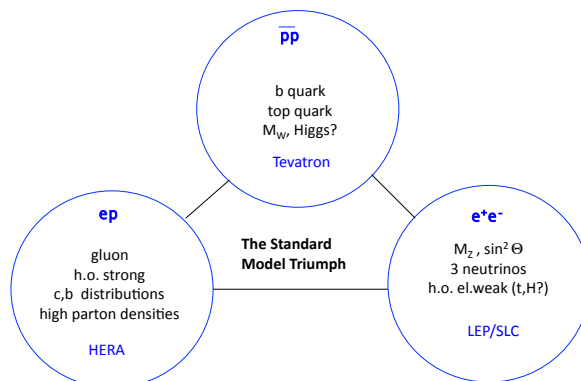 p̅p̅
b quark
top quark
M_W, Higgs?
Tevatron
ep
gluon
h.o. strong
c,b distributions
high parton densities
HERA
The Standard
Model Triumph
e⁺e⁻
M_Z , sin² Θ
3 neutrinos
h.o. el.weak (t,H?)
LEP/SLC